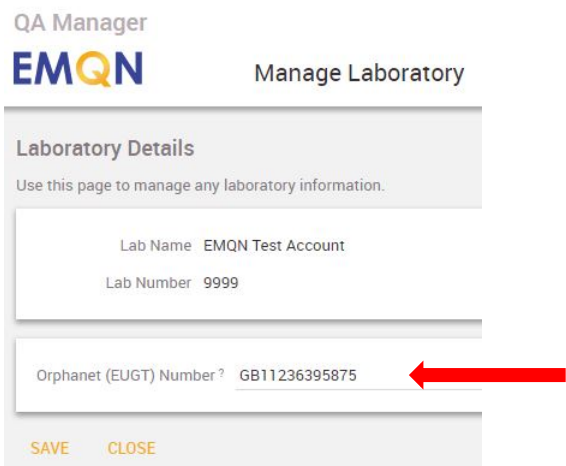 QA Manager
EMQN
Manage Laboratory
Laboratory Details
Use this page to manage any laboratory information.
Lab Name EMQN Test Account
Lab Number 9999
Orphanet (EUGT) Number ? GB11236395875
SAVE CLOSE